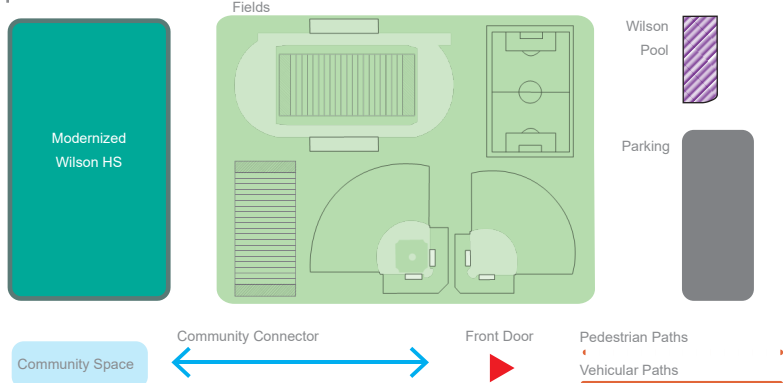 Fields
Wilson
Pool
Modernized
Wilson HS
Parking
Community Connector
Front Door
Pedestrian Paths
Community Space
Vehicular Paths